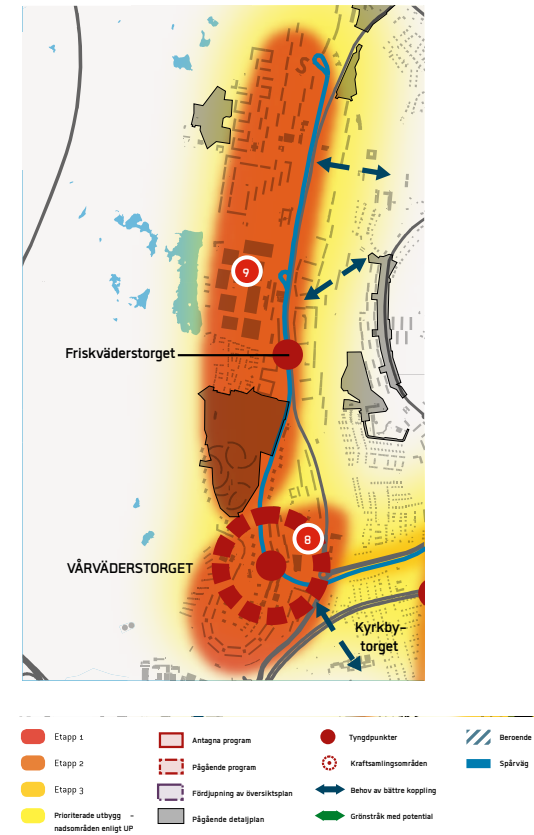 9
Friskväderstorget
8
VÅRVÄDERSTORGET
Kyrkby-
torget
Etapp 1
Etapp 2
Etapp 3
Prioriterade utbygg -
nadsområden enligt UP
Antagna program
Pågående program
Fördjupning av översiktsplan
Pågående detaljplan
Tyngdpunkter
Kraftsamlingsområden
Behov av bättre koppling
Grönstråk med potential
Beroende
Spårväg